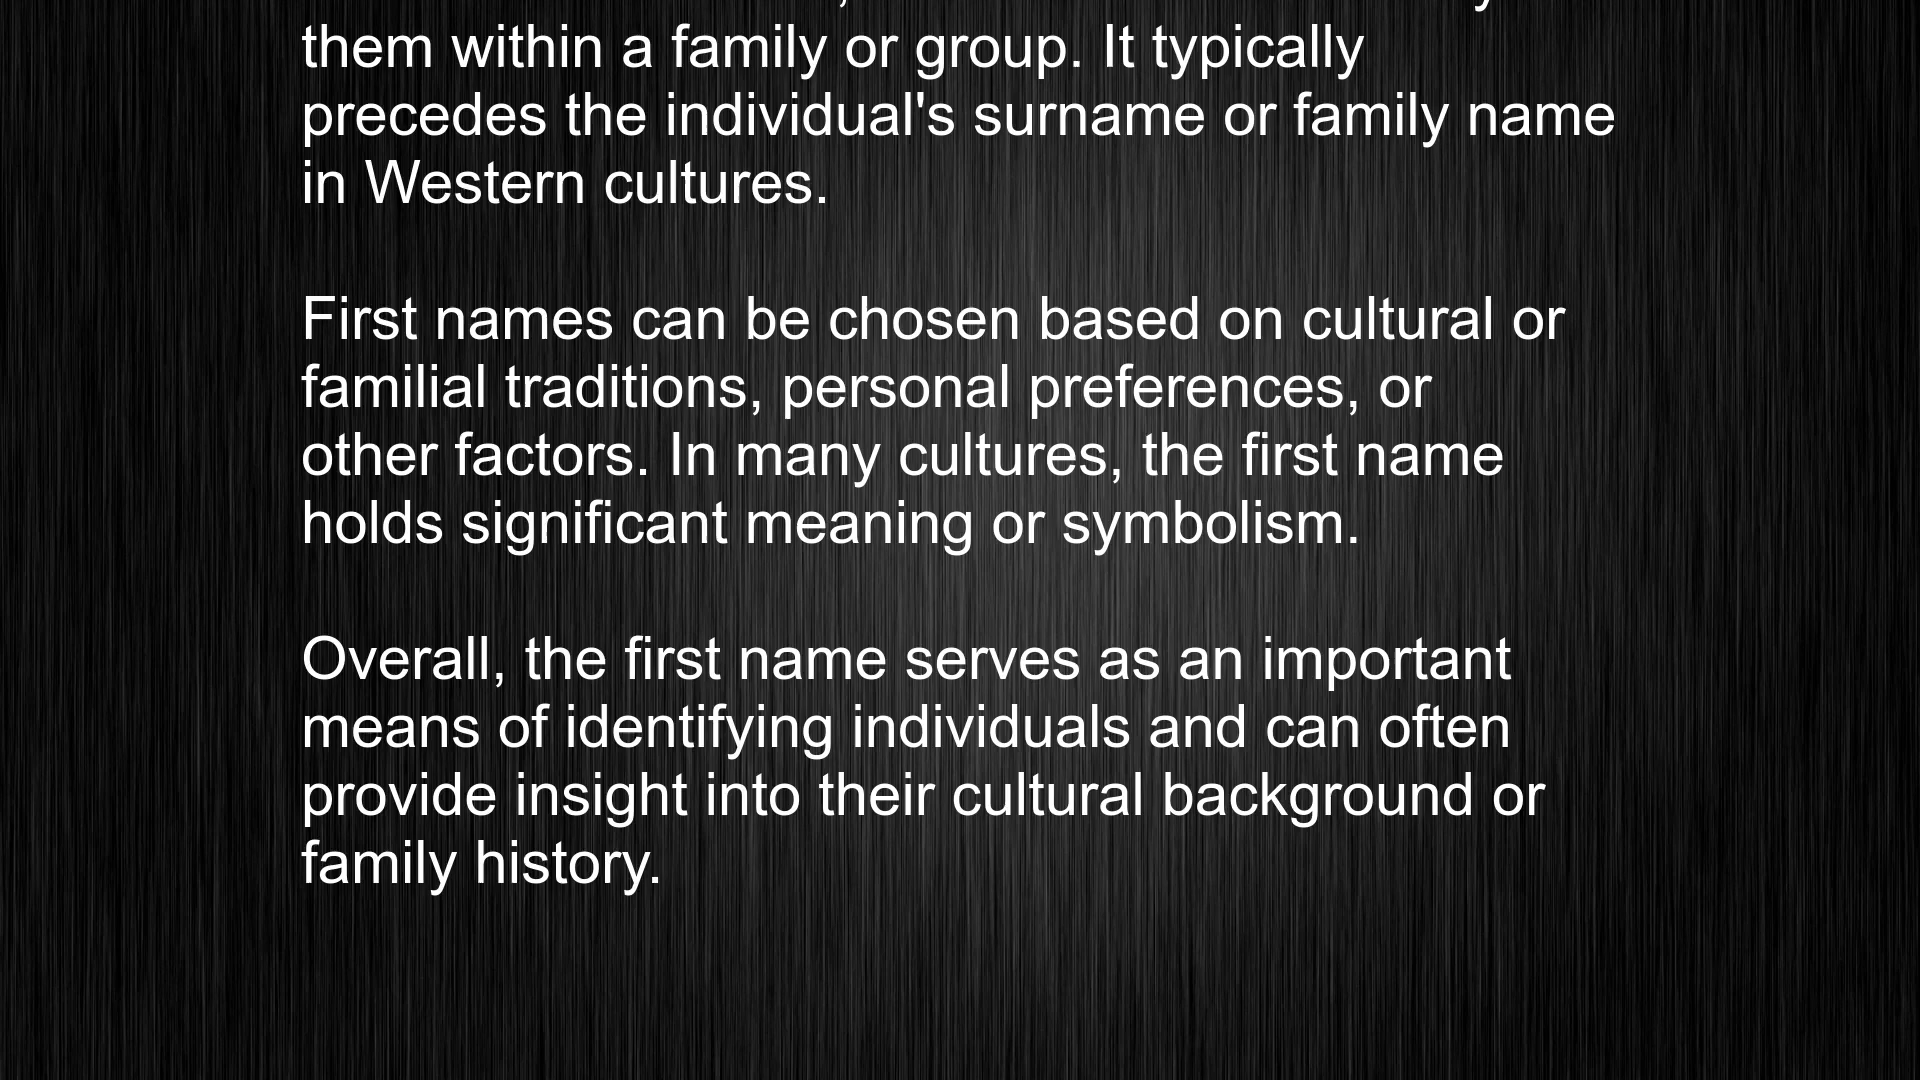 them within a family or group. It typically
precedes the individual's surname or family name
in Western cultures.
First names can be chosen based on cultural or
familial traditions, personal preferences, or
other factors. In many cultures, the first name
holds significant meaning or symbolism.
Overall, the first name serves as an important
means of identifying individuals and can often
provide insight into their cultural background or
family history.